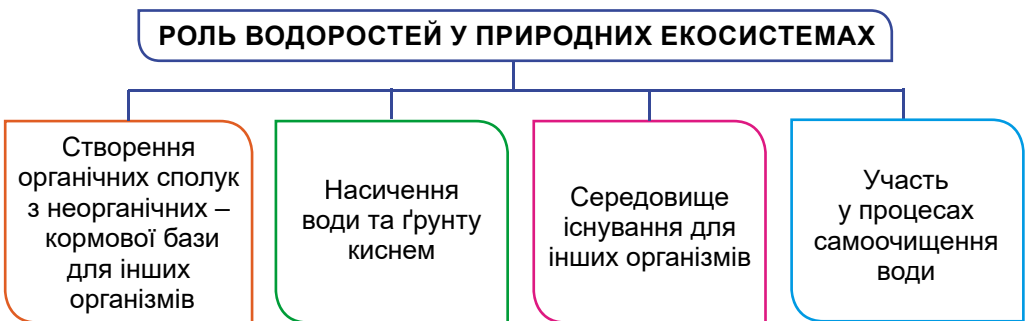 РОЛЬ ВОДОРОСТЕЙ У ПРИРОДНИХ ЕКОСИСТЕМАХ
Створення
органічних сполук
з неорганічних –
кормової бази
для інших
організмів
Насичення
води та ґрунту
киснем
Середовище
існування для
інших організмів
Участь
у процесах
самоочищення
води